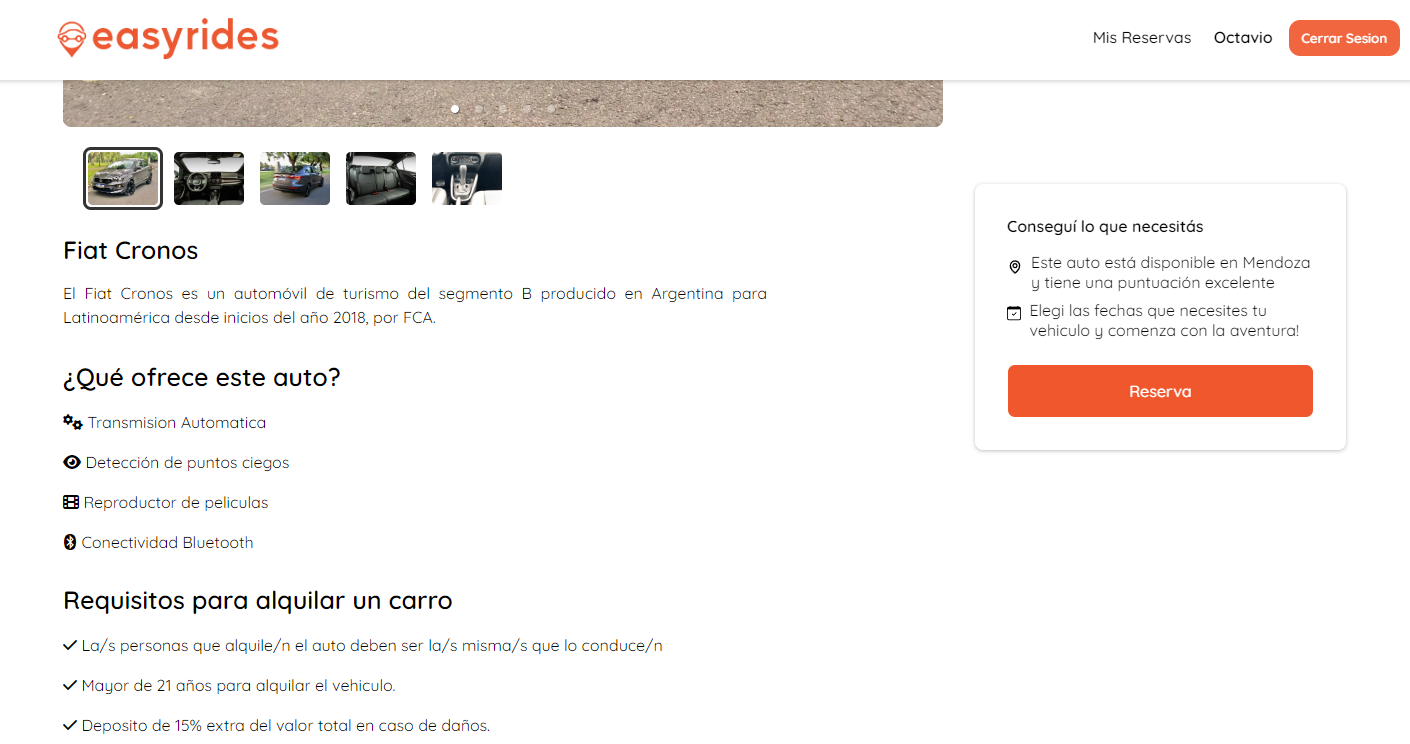 easyrides
Mis Reservas
Octavio
Cerrar Sesion
Fiat Cronos
El Fiat Cronos es un automóvil de turismo del segmento B producido en Argentina para
Latinoamérica desde inicios del año 2018, por FCA.
¿Qué ofrece este auto?
Transmision Automatica
Detección de puntos ciegos
Reproductor de peliculas
Conectividad Bluetooth
Requisitos para alquilar un carro
La/s personas que alquile/n el auto deben ser la/s misma/s que lo conduce/n
Mayor de 21 años para alquilar el vehiculo.
Deposito de 15% extra del valor total en caso de daños.
Conseguí lo que necesitás
Este auto está disponible en Mendoza
y tiene una puntuación excelente
Elegi las fechas que necesites tu
vehiculo y comenza con la aventura!
Reserva